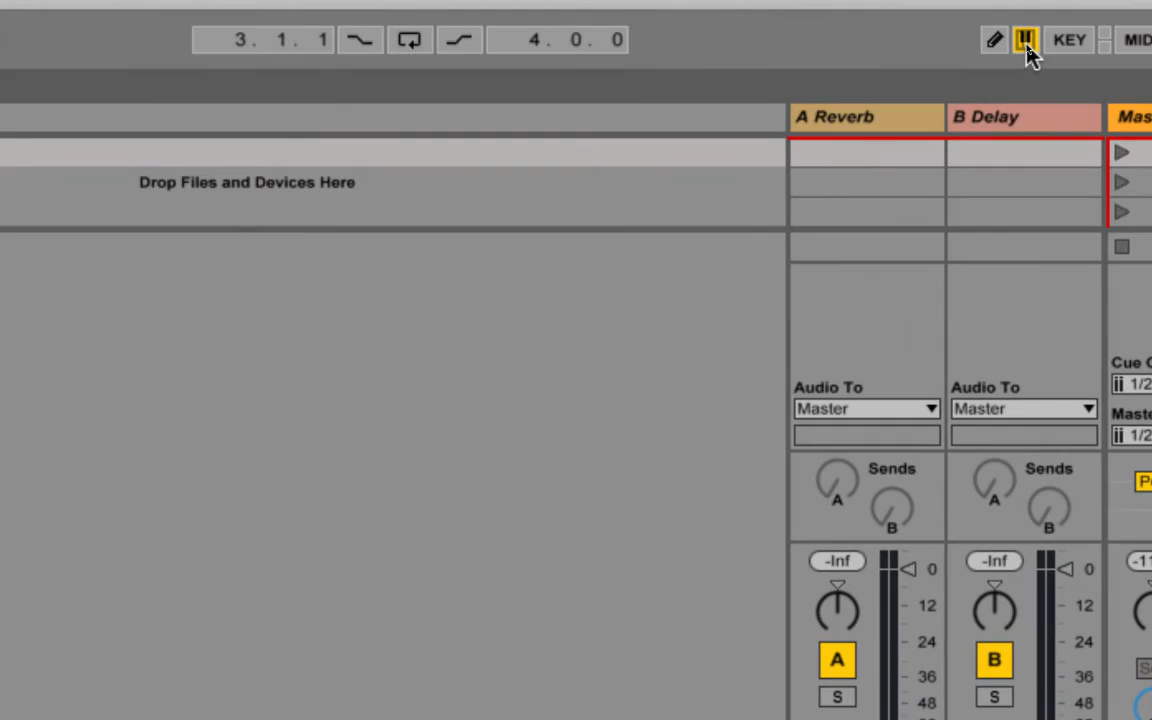 3. 1. 1
4. 0. 0
KEY
MID
A Reverb
B Delay
Mas
Drop Files and Devices Here
Cue C
Audio To
Audio To
1/2
Master
Master
Maste
1/2
Sends
Sends
A
A
B
B
-Inf
-Inf
-11
0
0
12
12
24
24
A
B
36
36
S
S
48
48